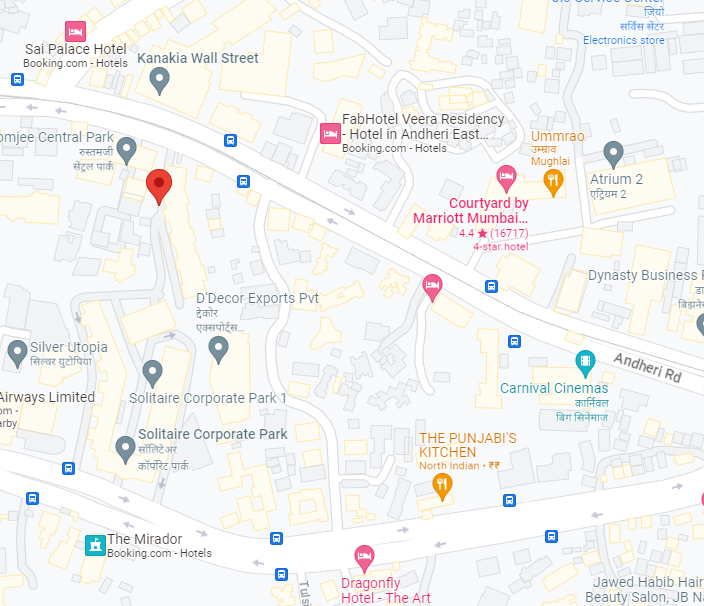 जियो
सर्विस सेंटर
Electronics store
Sai Palace Hotel
Booking.com - Hotels
Kanakia Wall Street
FabHotel Veera Residency
- Hotel in Andheri East...
Booking.com - Hotels
omjee Central Park
रुस्तमजी
सेंट्रल पार्क
Ummrao
उम्राव
Mughlai
Atrium 2
एट्रियम 2
Courtyard by
Marriott Mumbai...
4.4 ★ (16717)
4-star hotel
Dynasty Business
D'Decor Exports Pvt
देकोर
एक्सपोर्ट्स...
Silver Utopia
सिल्वर युटोपिया
Andheri Rd
Carnival Cinemas
कार्निवल
बिग सिनेमाज
Airways Limited
Solitaire Corporate Park 1
Solitaire Corporate Park
सॉलिटेअर
कॉर्पोरेट पार्क
THE PUNJABI'S
KITCHEN
North Indian • ₹₹
The Mirador
Booking.com - Hotels
Dragonfly
Hotel - The Art
Tulsi
Jawed Habib Hair
Beauty Salon, JB Na